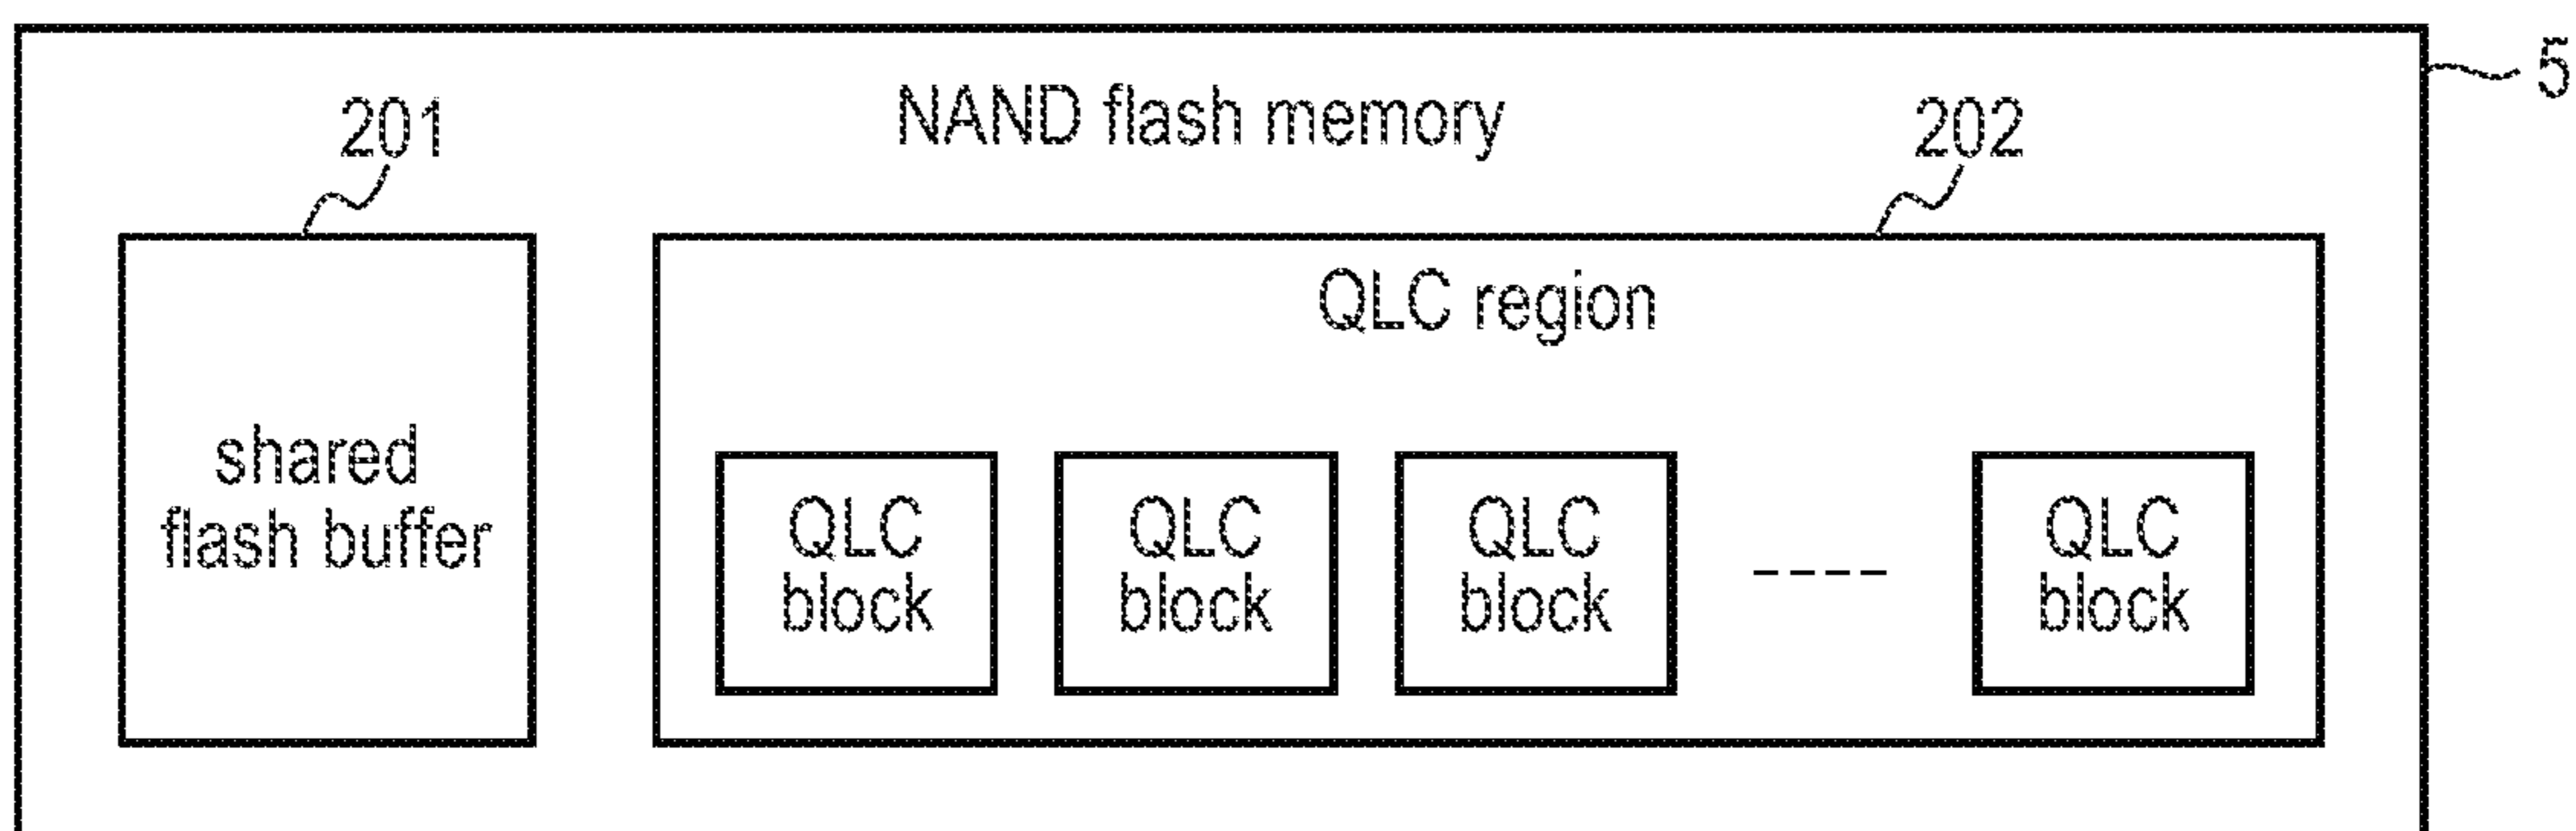 NAND flash memory
5
201
202
shared
flash buffer
QLC region
QLC
block
QLC
block
QLC
block
QLC
block